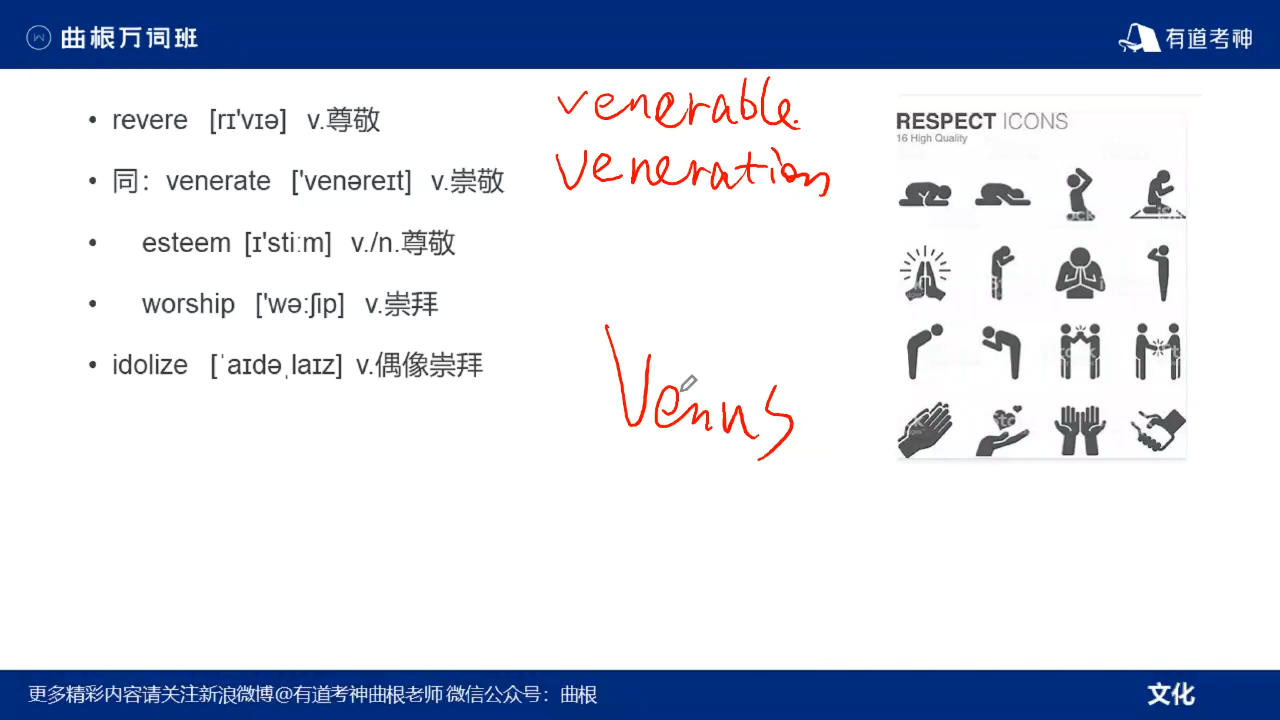 曲根万词班
有道考神
• revere [rɪ'vɪə] v.尊敬
• 同：venerate ['venəreɪt] v.崇敬
• esteem [ɪ'stiːm] v./n.尊敬
• worship ['wəːʃip] v.崇拜
• idolize [ˈaɪdəˌlaɪz] v.偶像崇拜
venerable
veneration
Venus
RESPECT ICONS
16 High Quality
更多精彩内容请关注新浪微博@有道考神曲根老师 微信公众号：曲根
文化